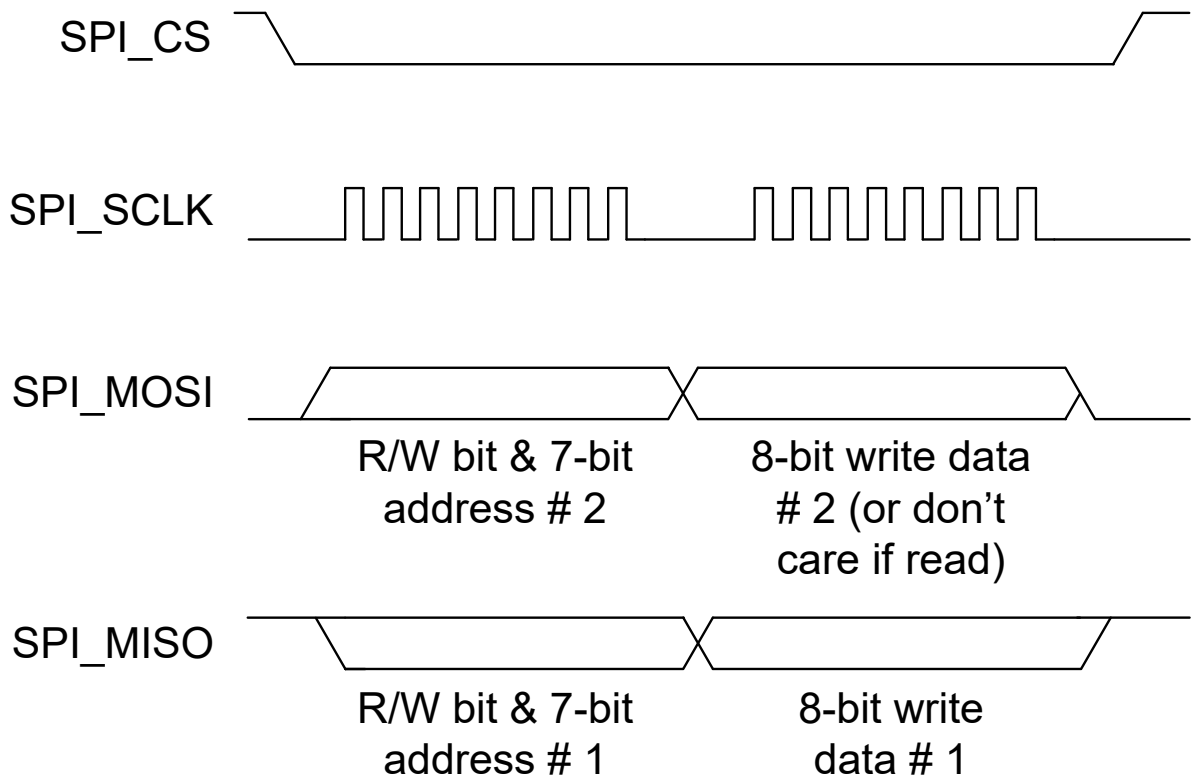 SPI_CS
SPI_SCLK
SPI_MOSI
R/W bit & 7-bit
address # 2
8-bit write data
# 2 (or don’t
care if read)
SPI_MISO
R/W bit & 7-bit
address # 1
8-bit write
data # 1